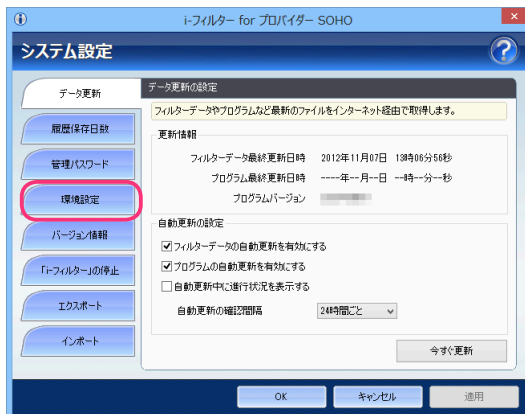 i-フィルター for プロバイダー SOHO
システム設定
データ更新
履歴保存日数
管理パスワード
環境設定
バージョン情報
「i-フィルター」の停止
エクスポート
インポート
データ更新の設定
フィルターデータやプログラムなど最新のファイルをインターネット経由で取得します。
更新情報
フィルターデータ最終更新日時 2012年11月07日 13時06分56秒
プログラム最終更新日時 ----年--月--日 --時--分--秒
プログラムバージョン
自動更新の設定
フィルターデータの自動更新を有効にする
プログラムの自動更新を有効にする
自動更新中に進行状況を表示する
自動更新の確認間隔 24時間ごと
今すぐ更新
OK キャンセル 適用